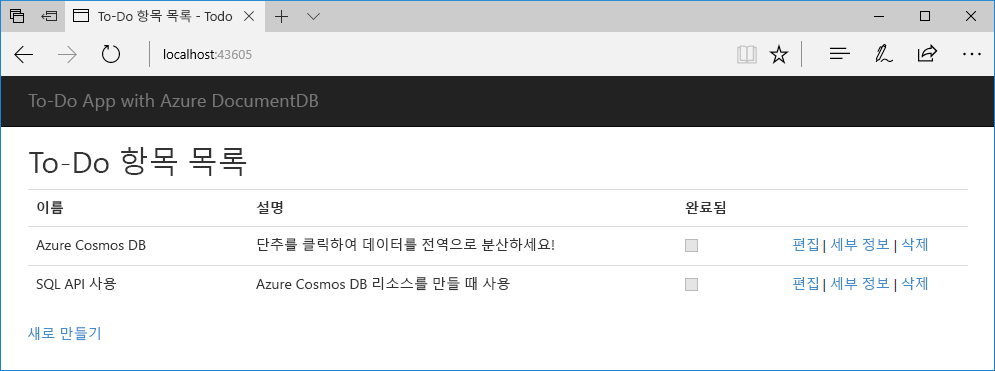 To-Do 항목 목록 - Todo
localhost:43605
To-Do App with Azure DocumentDB
To-Do 항목 목록
이름 설명 완료됨
Azure Cosmos DB 단추를 클릭하여 데이터를 전역으로 분산하세요! 편집 | 세부 정보 | 삭제
SQL API 사용 Azure Cosmos DB 리소스를 만들 때 사용 편집 | 세부 정보 | 삭제
새로 만들기